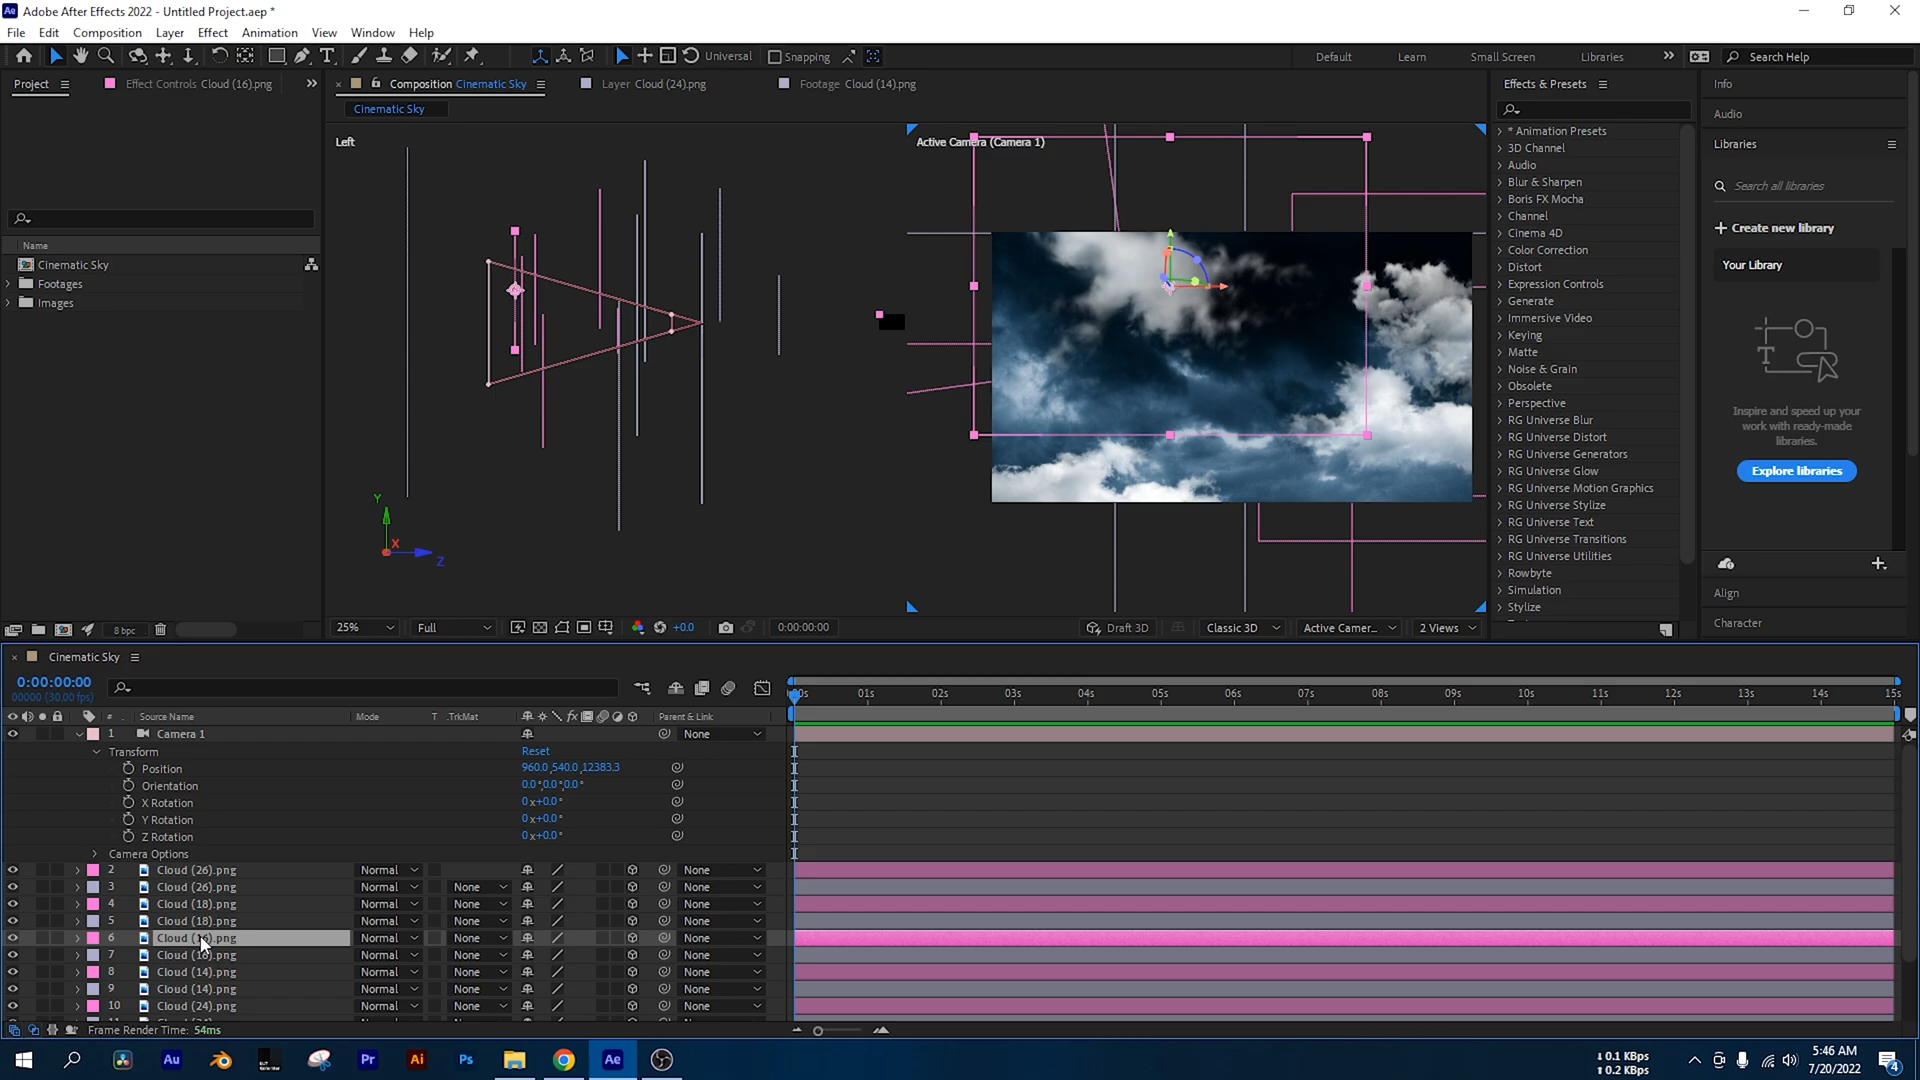 Adobe After Effects 2022 - Untitled Project.aep *
File Edit Composition Layer Effect Animation View Window Help
Universal Snapping Default Learn Small Screen Libraries Search Help
Project Effect Controls Cloud (16).png Composition Cinematic Sky Layer Cloud (24).png Footage Cloud (14).png Effects & Presets Info
Cinematic Sky
Audio
Left Active Camera (Camera 1)
Libraries
Search all libraries
Create new library
Your Library
Inspire and speed up your
work with ready-made
libraries.
Explore libraries
Align
Character
Name
Cinematic Sky
Footages
Images
* Animation Presets
3D Channel
Audio
Blur & Sharpen
Boris FX Mocha
Channel
Cinema 4D
Color Correction
Distort
Expression Controls
Generate
Immersive Video
Keying
Matte
Noise & Grain
Obsolete
Perspective
RG Universe Blur
RG Universe Distort
RG Universe Generators
RG Universe Glow
RG Universe Motion Graphics
RG Universe Stylize
RG Universe Text
RG Universe Transitions
RG Universe Utilities
Rowbyte
Simulation
Stylize
Y
X
Z
8 bpc
25% Full +0.0 0:00:00:00 Draft 3D Classic 3D Active Camer... 2 Views
Cinematic Sky
0:00:00:00
00000 (30.00 fps)
00s 01s 02s 03s 04s 05s 06s 07s 08s 09s 10s 11s 12s 13s 14s 15s
# Source Name Mode T .TrkMat fx Parent & Link
1 Camera 1 None
Transform Reset
Position 960.0,540.0,12383.3
Orientation 0.0°,0.0°,0.0°
X Rotation 0x+0.0°
Y Rotation 0x+0.0°
Z Rotation 0x+0.0°
Camera Options
2 Cloud (26).png Normal None
3 Cloud (26).png Normal None None
4 Cloud (18).png Normal None None
5 Cloud (18).png Normal None None
6 Cloud (16).png Normal None None
7 Cloud (16).png Normal None None
8 Cloud (14).png Normal None None
9 Cloud (14).png Normal None None
10 Cloud (24).png Normal None None
Frame Render Time: 54ms
Au Pr Ai Ps Ae
0.1 KBps
0.2 KBps
5:46 AM
7/20/2022
4